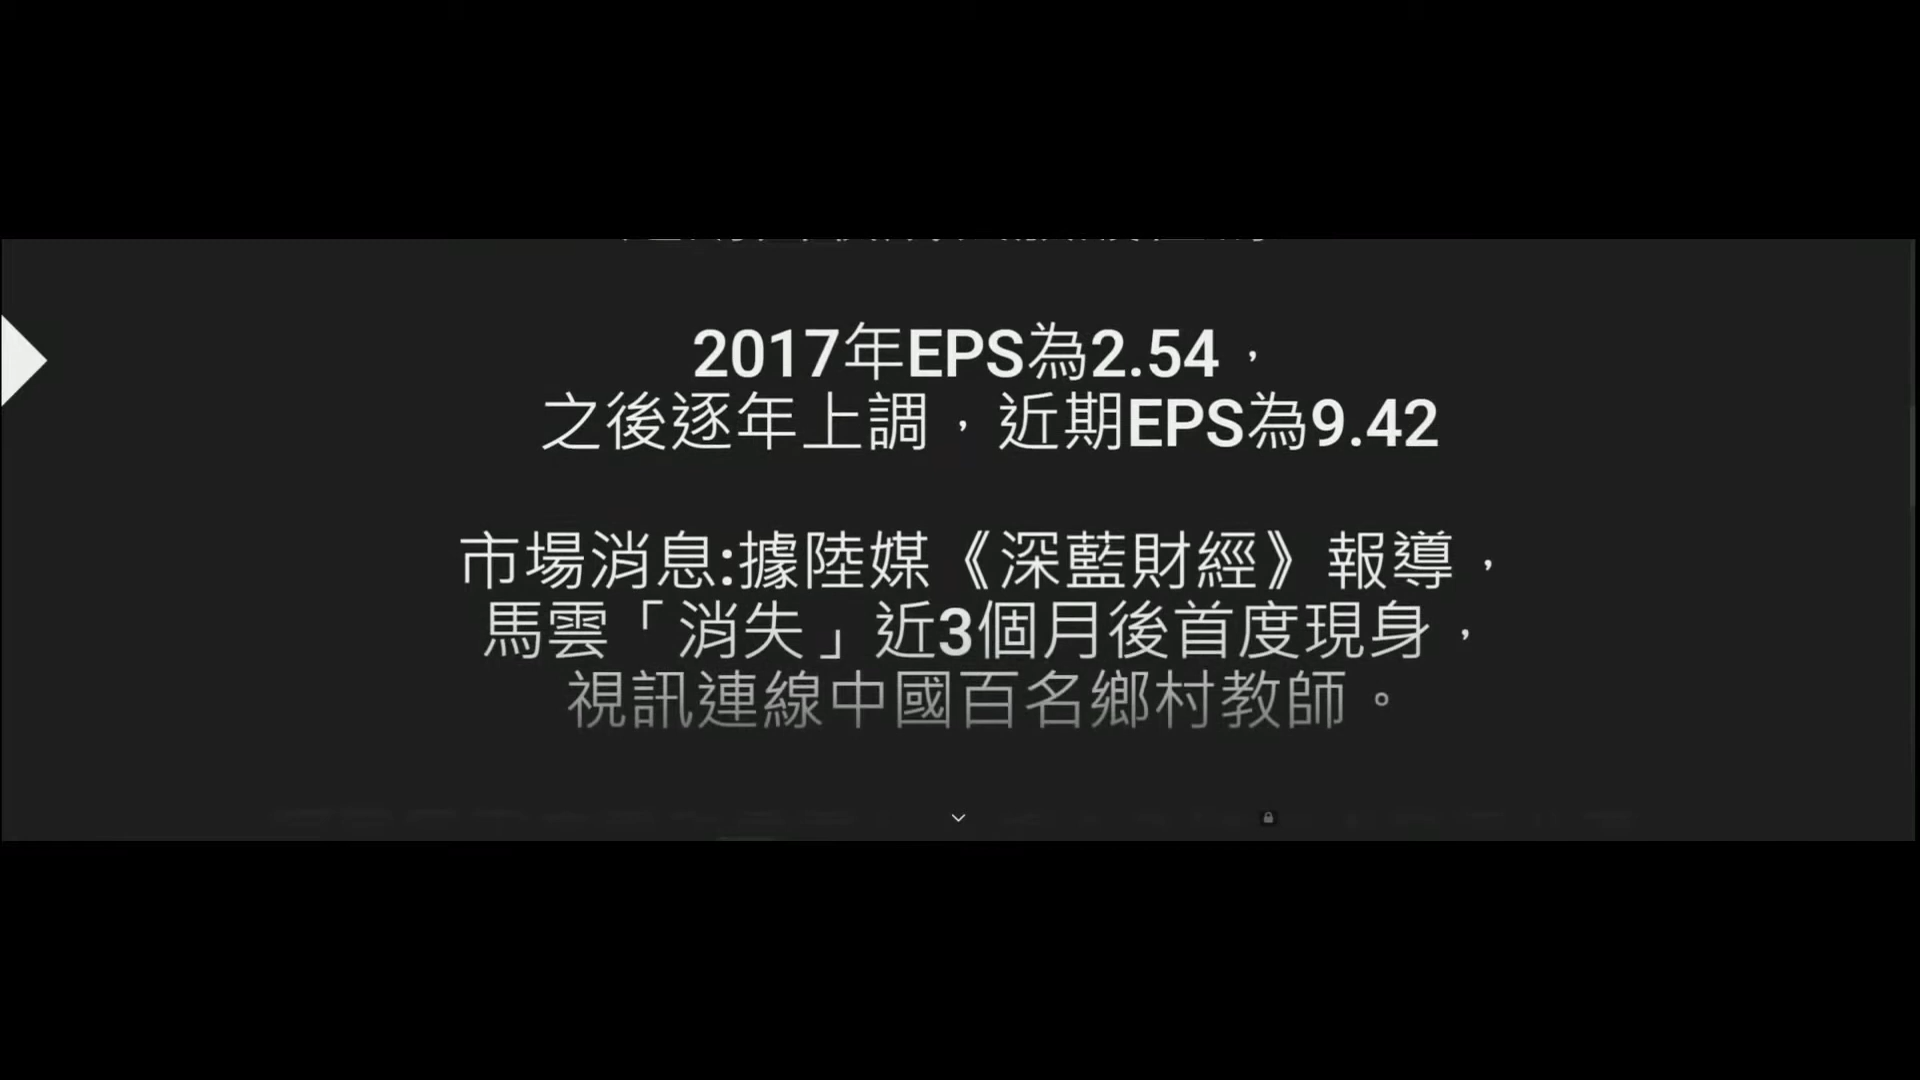 2017年EPS為2.54，
之後逐年上調，近期EPS為9.42
市場消息:據陸媒《深藍財經》報導，
馬雲「消失」近3個月後首度現身，
視訊連線中國百名鄉村教師。